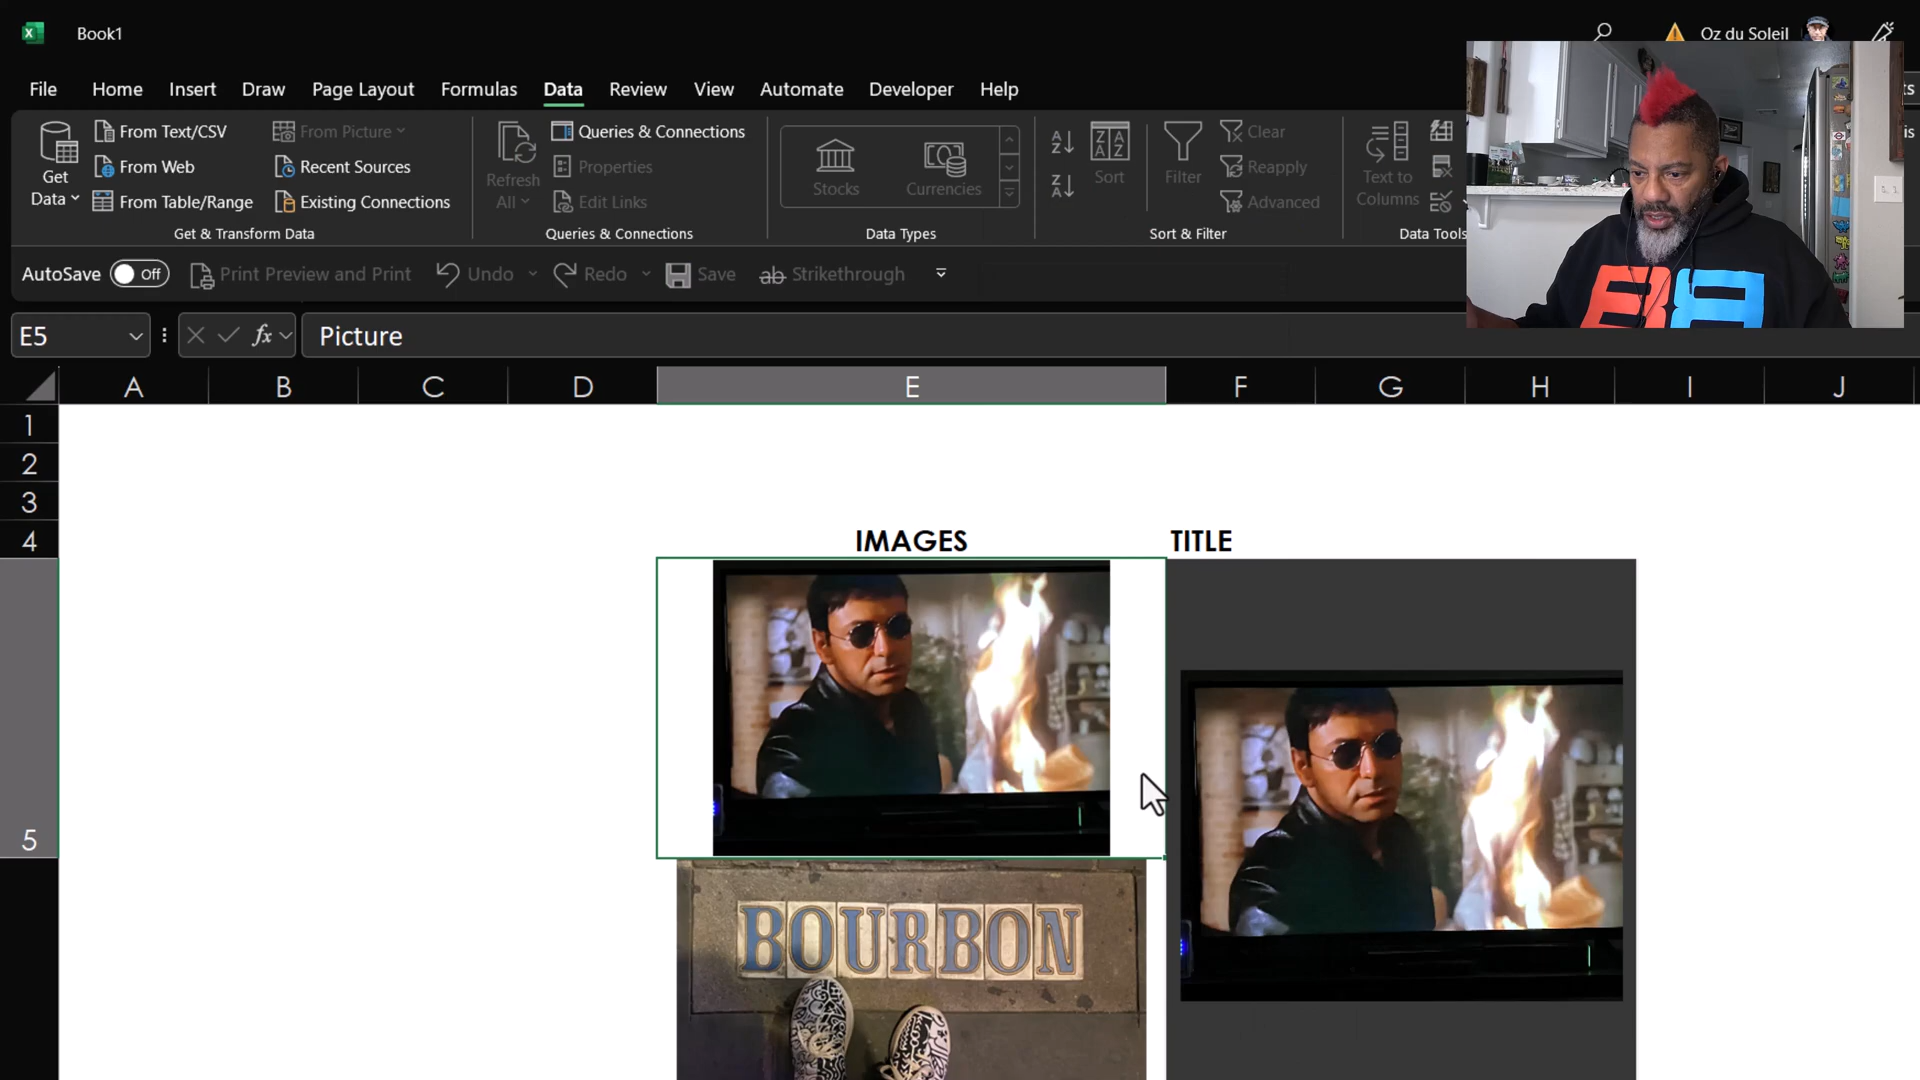 Book1
Oz du Soleil
File Home Insert Draw Page Layout Formulas Data Review View Automate Developer Help
Get Data
From Text/CSV
From Web
From Table/Range
From Picture
Recent Sources
Existing Connections
Get & Transform Data
Refresh All
Queries & Connections
Properties
Edit Links
Queries & Connections
Stocks
Currencies
Data Types
Sort
Filter
Clear
Reapply
Advanced
Sort & Filter
Text to Columns
Data Tools
AutoSave Off Print Preview and Print Undo Redo Save ab Strikethrough
E5 fx Picture
A B C D E F G H I J
1
2
3
4 IMAGES TITLE
5
BOURBON